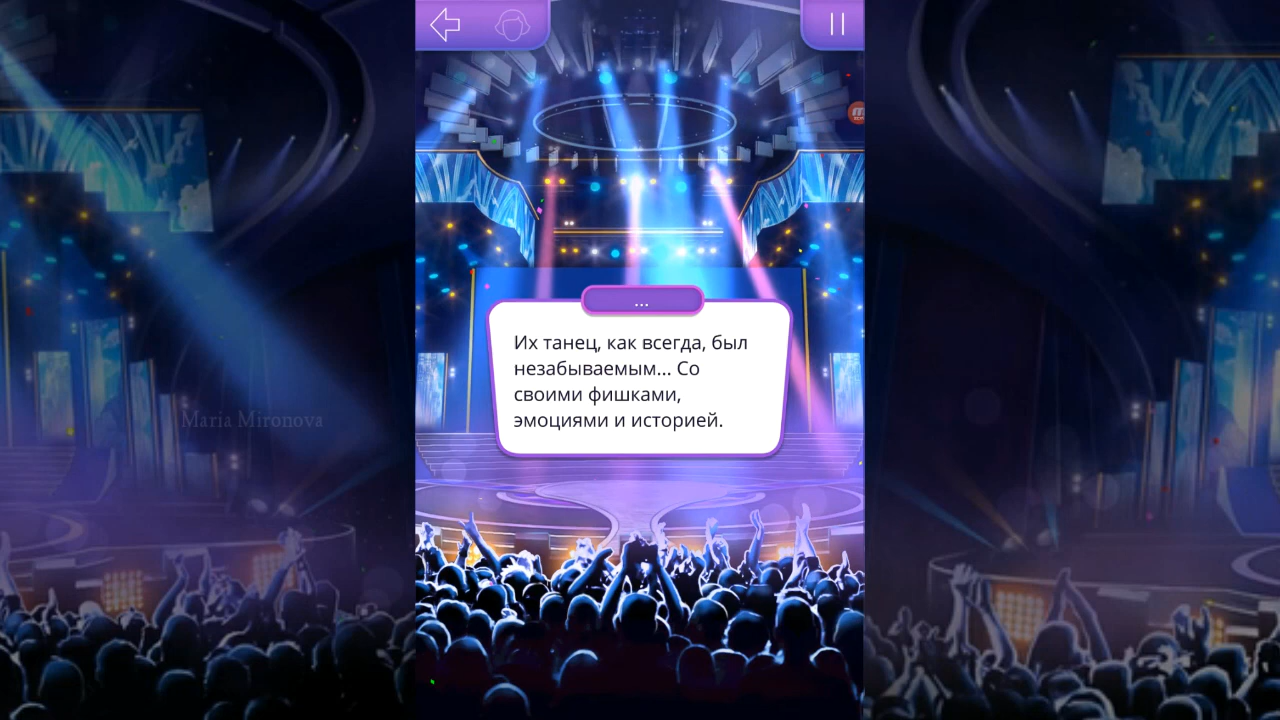 ...
Их танец, как всегда, был
незабываемым... Со
своими фишками,
эмоциями и историей.
Maria Mironova